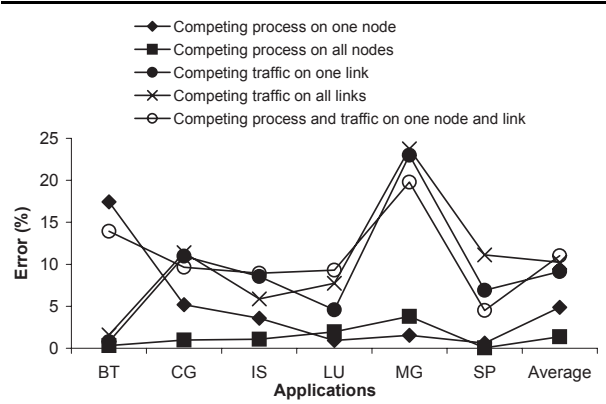 Competing process on one node
Competing process on all nodes
Competing traffic on one link
Competing traffic on all links
Competing process and traffic on one node and link
25
20
15
10
5
0
Error (%)
BT CG IS LU MG SP Average
Applications